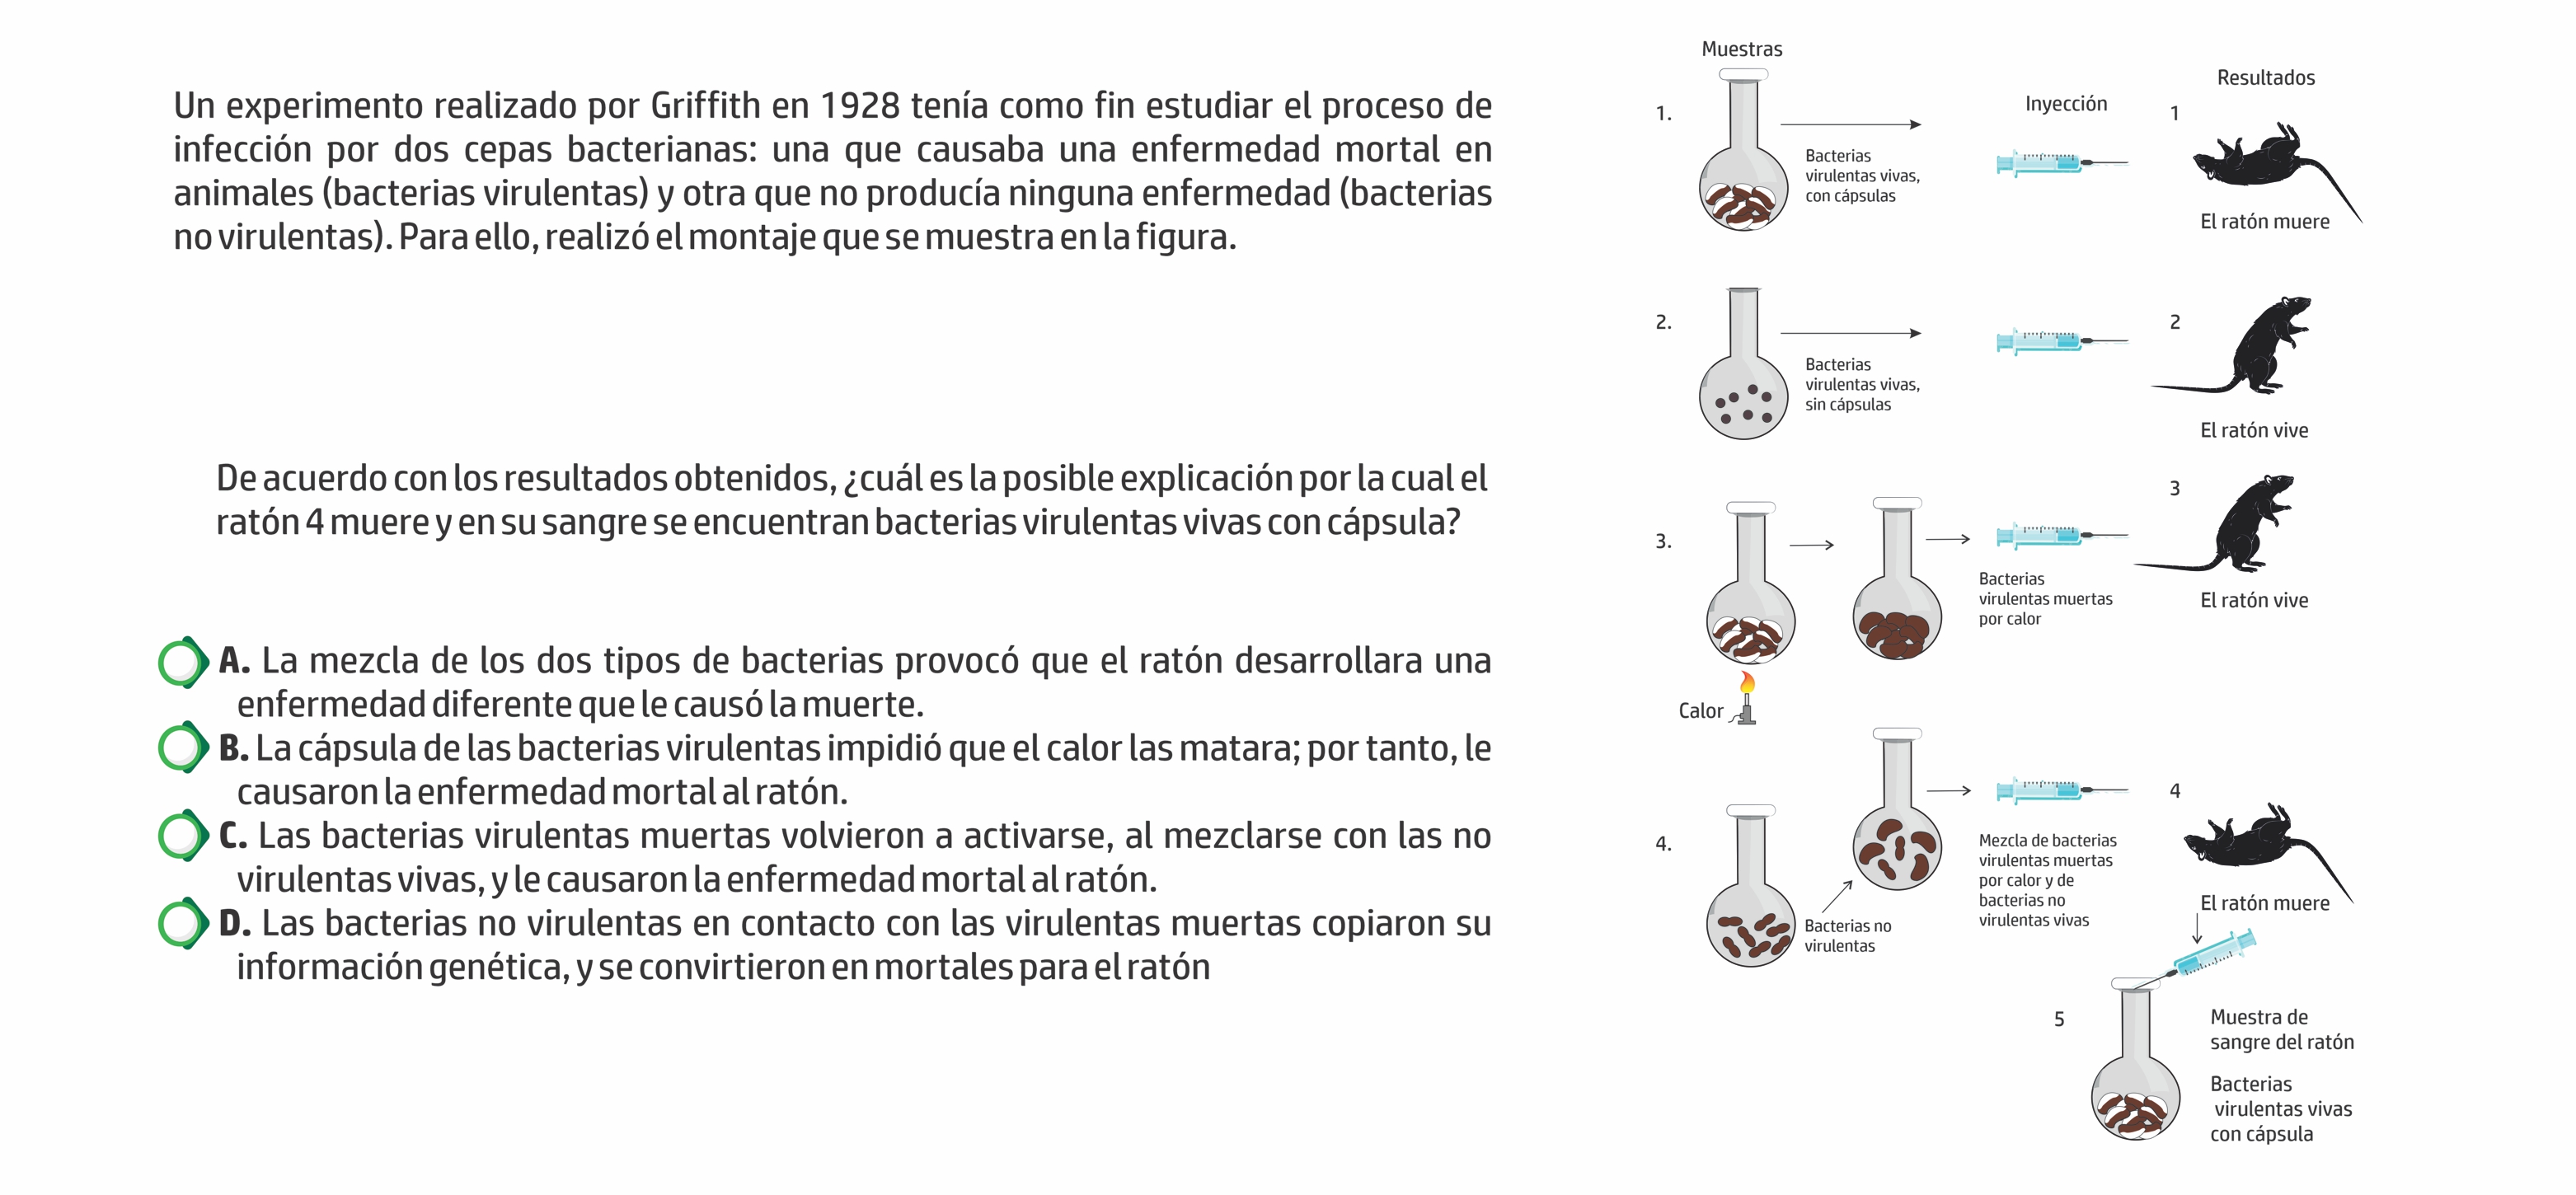 Un experimento realizado por Griffith en 1928 tenía como fin estudiar el proceso de
infección por dos cepas bacterianas: una que causaba una enfermedad mortal en
animales (bacterias virulentas) y otra que no producía ninguna enfermedad (bacterias
no virulentas). Para ello, realizó el montaje que se muestra en la figura.
De acuerdo con los resultados obtenidos, ¿cuál es la posible explicación por la cual el
ratón 4 muere y en su sangre se encuentran bacterias virulentas vivas con cápsula?
A. La mezcla de los dos tipos de bacterias provocó que el ratón desarrollara una
enfermedad diferente que le causó la muerte.
B. La cápsula de las bacterias virulentas impidió que el calor las matara; por tanto, le
causaron la enfermedad mortal al ratón.
C. Las bacterias virulentas muertas volvieron a activarse, al mezclarse con las no
virulentas vivas, y le causaron la enfermedad mortal al ratón.
D. Las bacterias no virulentas en contacto con las virulentas muertas copiaron su
información genética, y se convirtieron en mortales para el ratón
Muestras
Inyección
Resultados
1.
Bacterias
virulentas vivas,
con cápsulas
1
El ratón muere
2.
Bacterias
virulentas vivas,
sin cápsulas
2
El ratón vive
3.
Calor
Bacterias
virulentas muertas
por calor
3
El ratón vive
4.
Bacterias no
virulentas
Mezcla de bacterias
virulentas muertas
por calor y de
bacterias no
virulentas vivas
4
El ratón muere
5
Muestra de
sangre del ratón
Bacterias
virulentas vivas
con cápsula